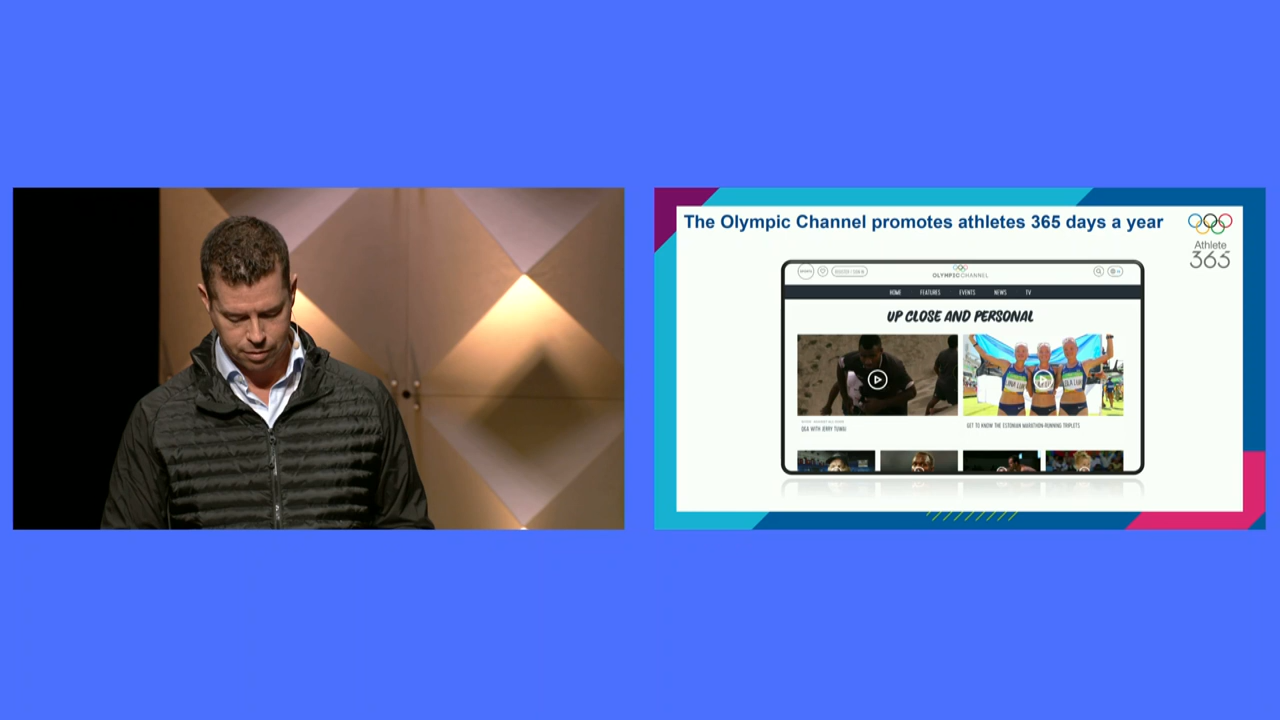 The Olympic Channel promotes athletes 365 days a year
Athlete
365
OLYMPIC CHANNEL
HOME FEATURES EVENTS NEWS TV
UP CLOSE AND PERSONAL
Q&A WITH JERRY TUWAI
GET TO KNOW THE ESTONIAN MARATHON-RUNNING TRIPLETS